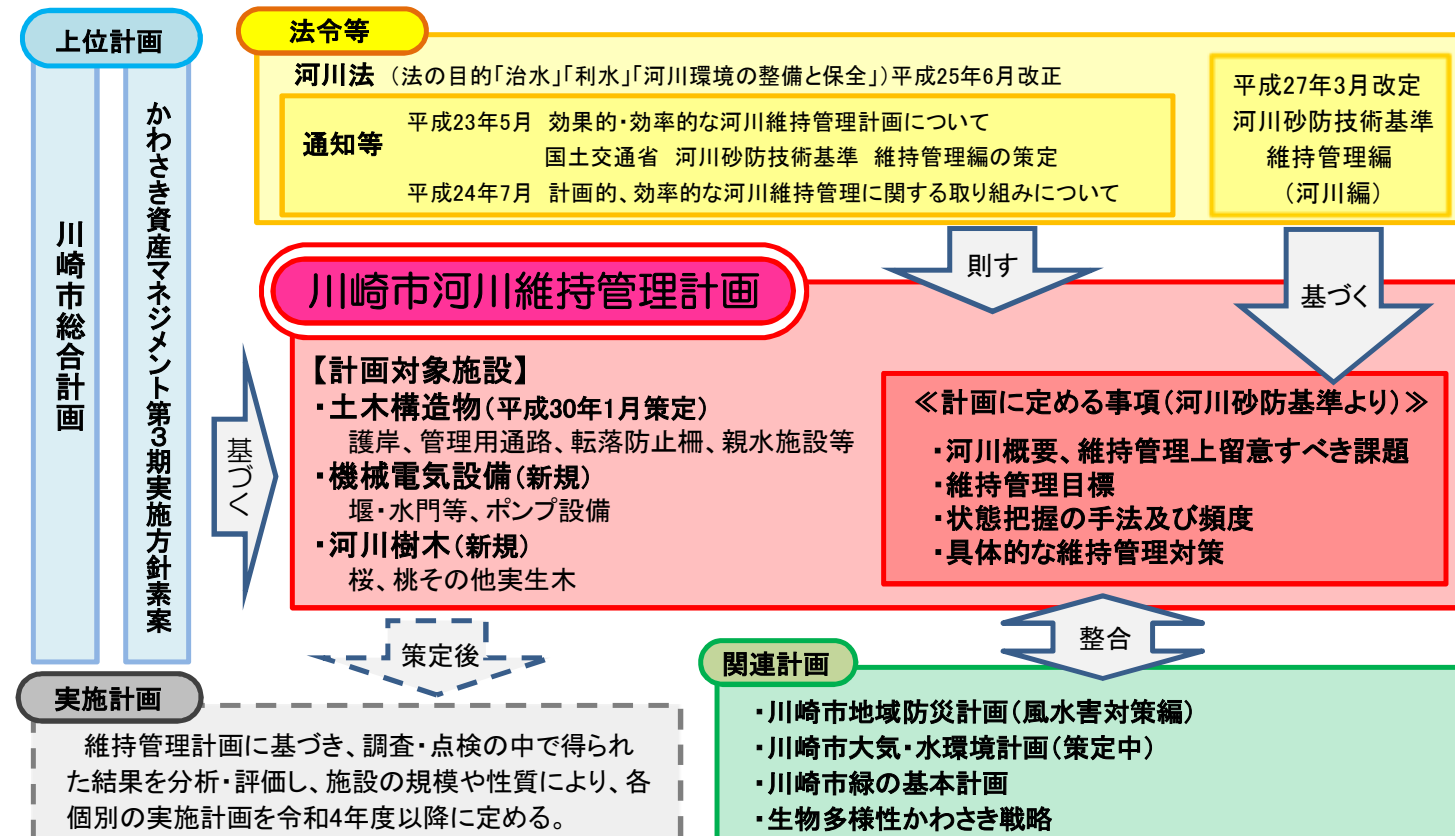 上位計画
川崎市総合計画
かわさき資産マネジメント第3期実施方針素案
法令等
河川法（法の目的｢治水｣｢利水｣｢河川環境の整備と保全｣）平成25年6月改正
通知等
平成23年5月 効果的・効率的な河川維持管理計画について
国土交通省 河川砂防技術基準 維持管理編の策定
平成24年7月 計画的、効率的な河川維持管理に関する取り組みについて
平成27年3月改定
河川砂防技術基準
維持管理編
（河川編）
則す
基づく
川崎市河川維持管理計画
基づく
【計画対象施設】
・土木構造物（平成30年1月策定）
護岸、管理用通路、転落防止柵、親水施設等
・機械電気設備（新規）
堰・水門等、ポンプ設備
・河川樹木（新規）
桜、桃その他実生木
≪計画に定める事項（河川砂防基準より）≫
・河川概要、維持管理上留意すべき課題
・維持管理目標
・状態把握の手法及び頻度
・具体的な維持管理対策
策定後
整合
実施計画
維持管理計画に基づき、調査・点検の中で得られ
た結果を分析・評価し、施設の規模や性質により、各
個別の実施計画を令和4年度以降に定める。
関連計画
・川崎市地域防災計画（風水害対策編）
・川崎市大気・水環境計画（策定中）
・川崎市緑の基本計画
・生物多様性かわさき戦略